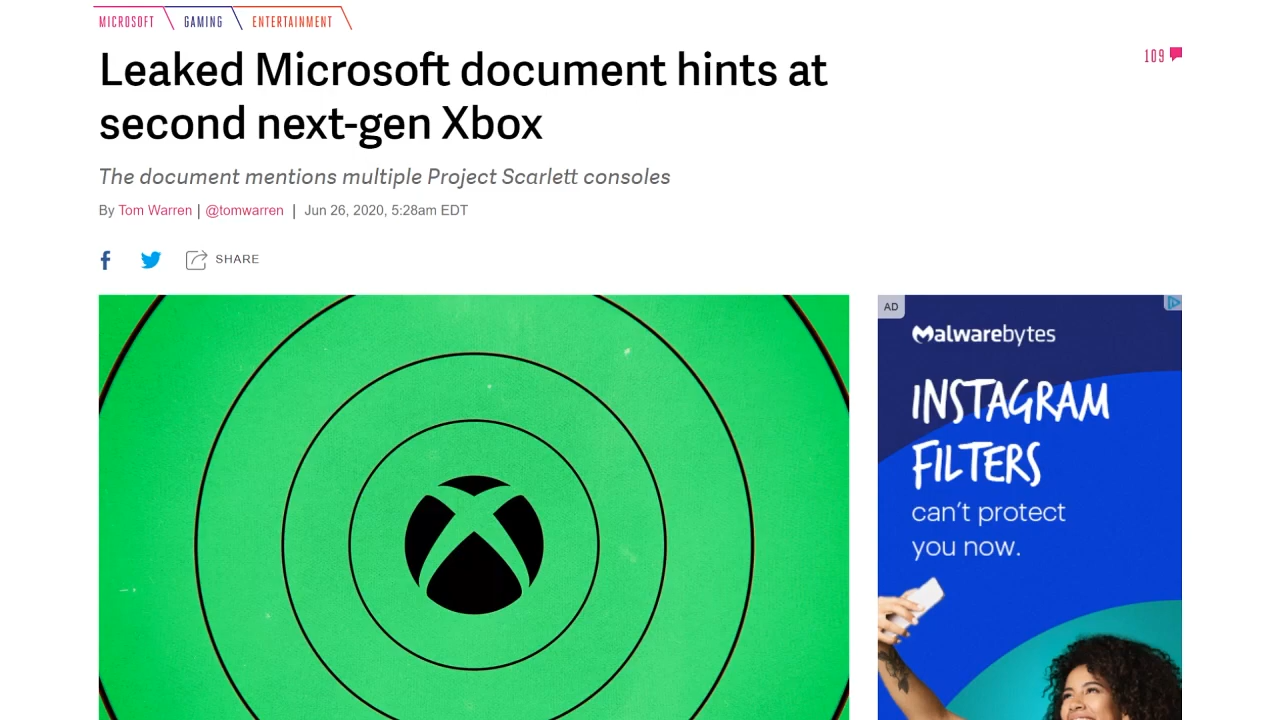 MICROSOFT GAMING ENTERTAINMENT
Leaked Microsoft document hints at
second next-gen Xbox
109
The document mentions multiple Project Scarlett consoles
By Tom Warren | @tomwarren | Jun 26, 2020, 5:28am EDT
SHARE
AD
Malwarebytes
INSTAGRAM
FILTERS
can't protect
you now.